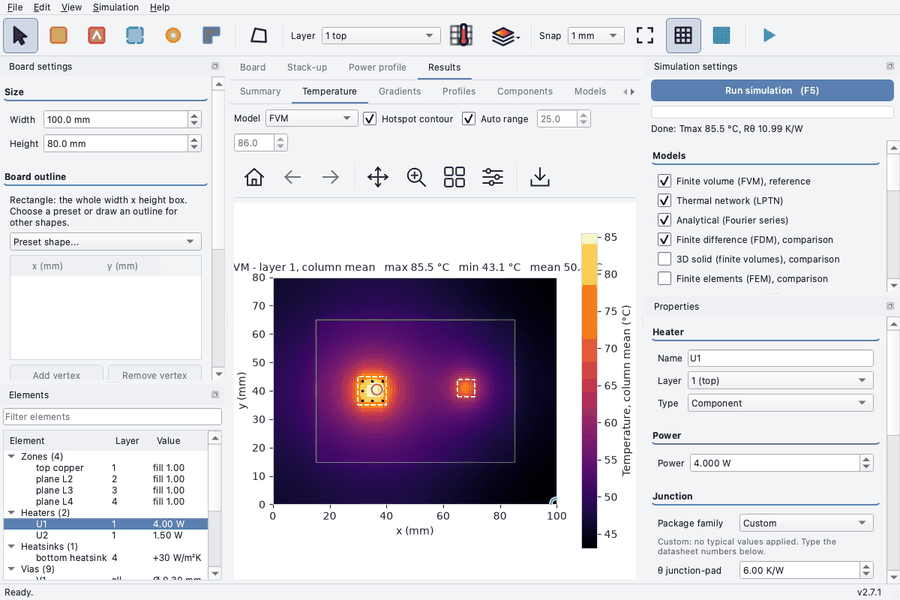 File Edit View Simulation Help
Layer 1 top Snap 1 mm
Board settings
Size
Width 100.0 mm
Height 80.0 mm
Board outline
Rectangle: the whole width x height box.
Choose a preset or draw an outline for
other shapes.
Preset shape...
x (mm) y (mm)
Add vertex Remove vertex
Elements
Filter elements
Element Layer Value
Zones (4)
top copper 1 fill 1.00
plane L2 2 fill 1.00
plane L3 3 fill 1.00
plane L4 4 fill 1.00
Heaters (2)
U1 1 4.00 W
U2 1 1.50 W
Heatsinks (1)
bottom heatsink 4 +30 W/m²K
Vias (9)
Board Stack-up Power profile Results
Summary Temperature Gradients Profiles Components Models
Model FVM Hotspot contour Auto range 25.0
86.0
VM - layer 1, column mean max 85.5 °C min 43.1 °C mean 50.
80
70
60
50
40
30
20
10
0
y (mm)
0 20 40 60 80 100
x (mm)
85
80
75
70
65
60
55
50
45
Temperature, column mean (°C)
Simulation settings
Run simulation (F5)
Done: Tmax 85.5 °C, Rθ 10.99 K/W
Models
Finite volume (FVM), reference
Thermal network (LPTN)
Analytical (Fourier series)
Finite difference (FDM), comparison
3D solid (finite volumes), comparison
Finite elements (FEM), comparison
Properties
Heater
Name U1
Layer 1 (top)
Type Component
Power
Power 4.000 W
Junction
Package family Custom
Custom: no typical values applied. Type the
datasheet numbers below.
θ junction-pad 6.00 K/W
Ready. v2.7.1